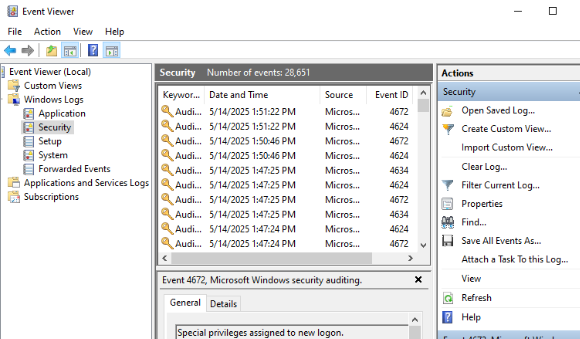 Event Viewer
File Action View Help
Event Viewer (Local)
Custom Views
Windows Logs
Application
Security
Setup
System
Forwarded Events
Applications and Services Logs
Subscriptions
Security Number of events: 28,651
Keywor... Date and Time Source Event ID
Audi... 5/14/2025 1:51:22 PM Micros... 4672
Audi... 5/14/2025 1:51:22 PM Micros... 4624
Audi... 5/14/2025 1:50:46 PM Micros... 4672
Audi... 5/14/2025 1:50:46 PM Micros... 4624
Audi... 5/14/2025 1:47:25 PM Micros... 4634
Audi... 5/14/2025 1:47:25 PM Micros... 4624
Audi... 5/14/2025 1:47:25 PM Micros... 4672
Audi... 5/14/2025 1:47:25 PM Micros... 4634
Audi... 5/14/2025 1:47:24 PM Micros... 4624
Audi... 5/14/2025 1:47:24 PM Micros... 4672
Event 4672, Microsoft Windows security auditing.
General Details
Special privileges assigned to new logon.
Actions
Security
Open Saved Log...
Create Custom View...
Import Custom View...
Clear Log...
Filter Current Log...
Properties
Find...
Save All Events As...
Attach a Task To this Log...
View
Refresh
Help
Event 4672, Microsoft Window